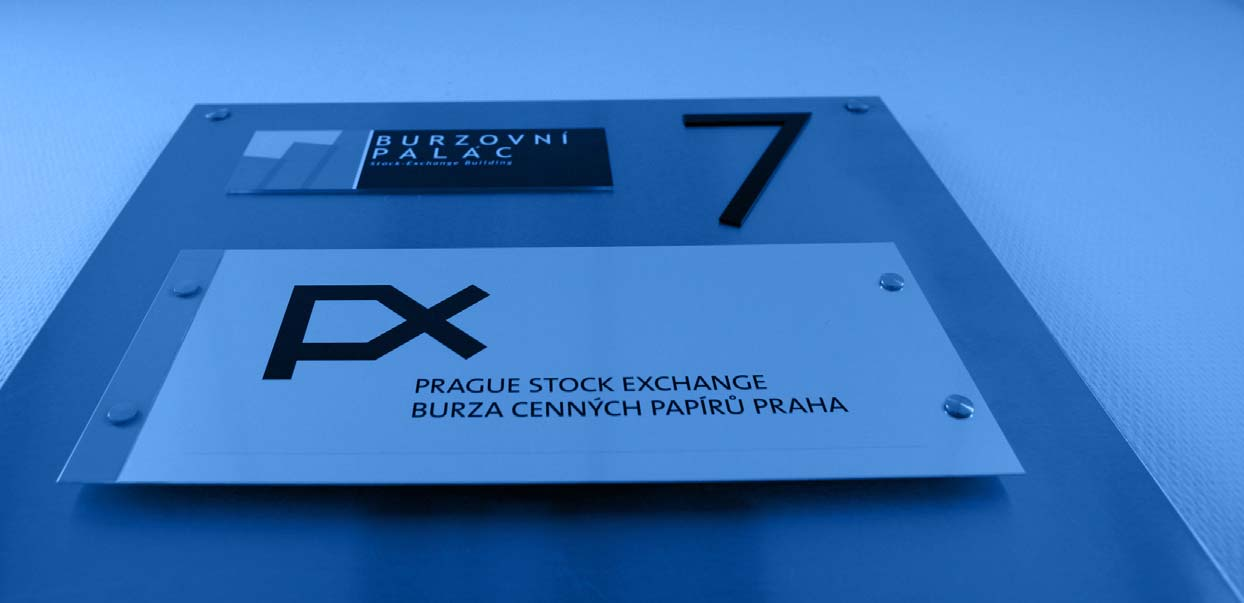 BURZOVNÍ
PALÁC
Stock-Exchange Building
7
PX
PRAGUE STOCK EXCHANGE
BURZA CENNÝCH PAPÍRŮ PRAHA